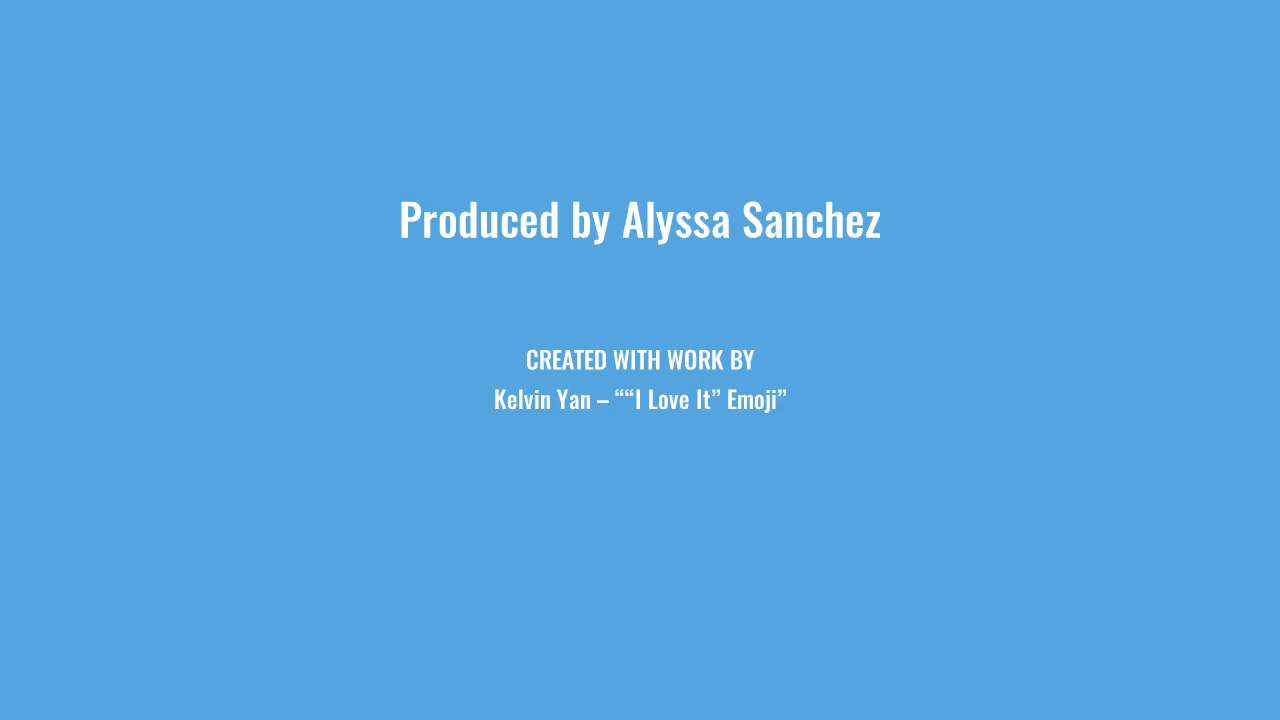 Produced by Alyssa Sanchez
CREATED WITH WORK BY
Kelvin Yan – ““I Love It” Emoji”